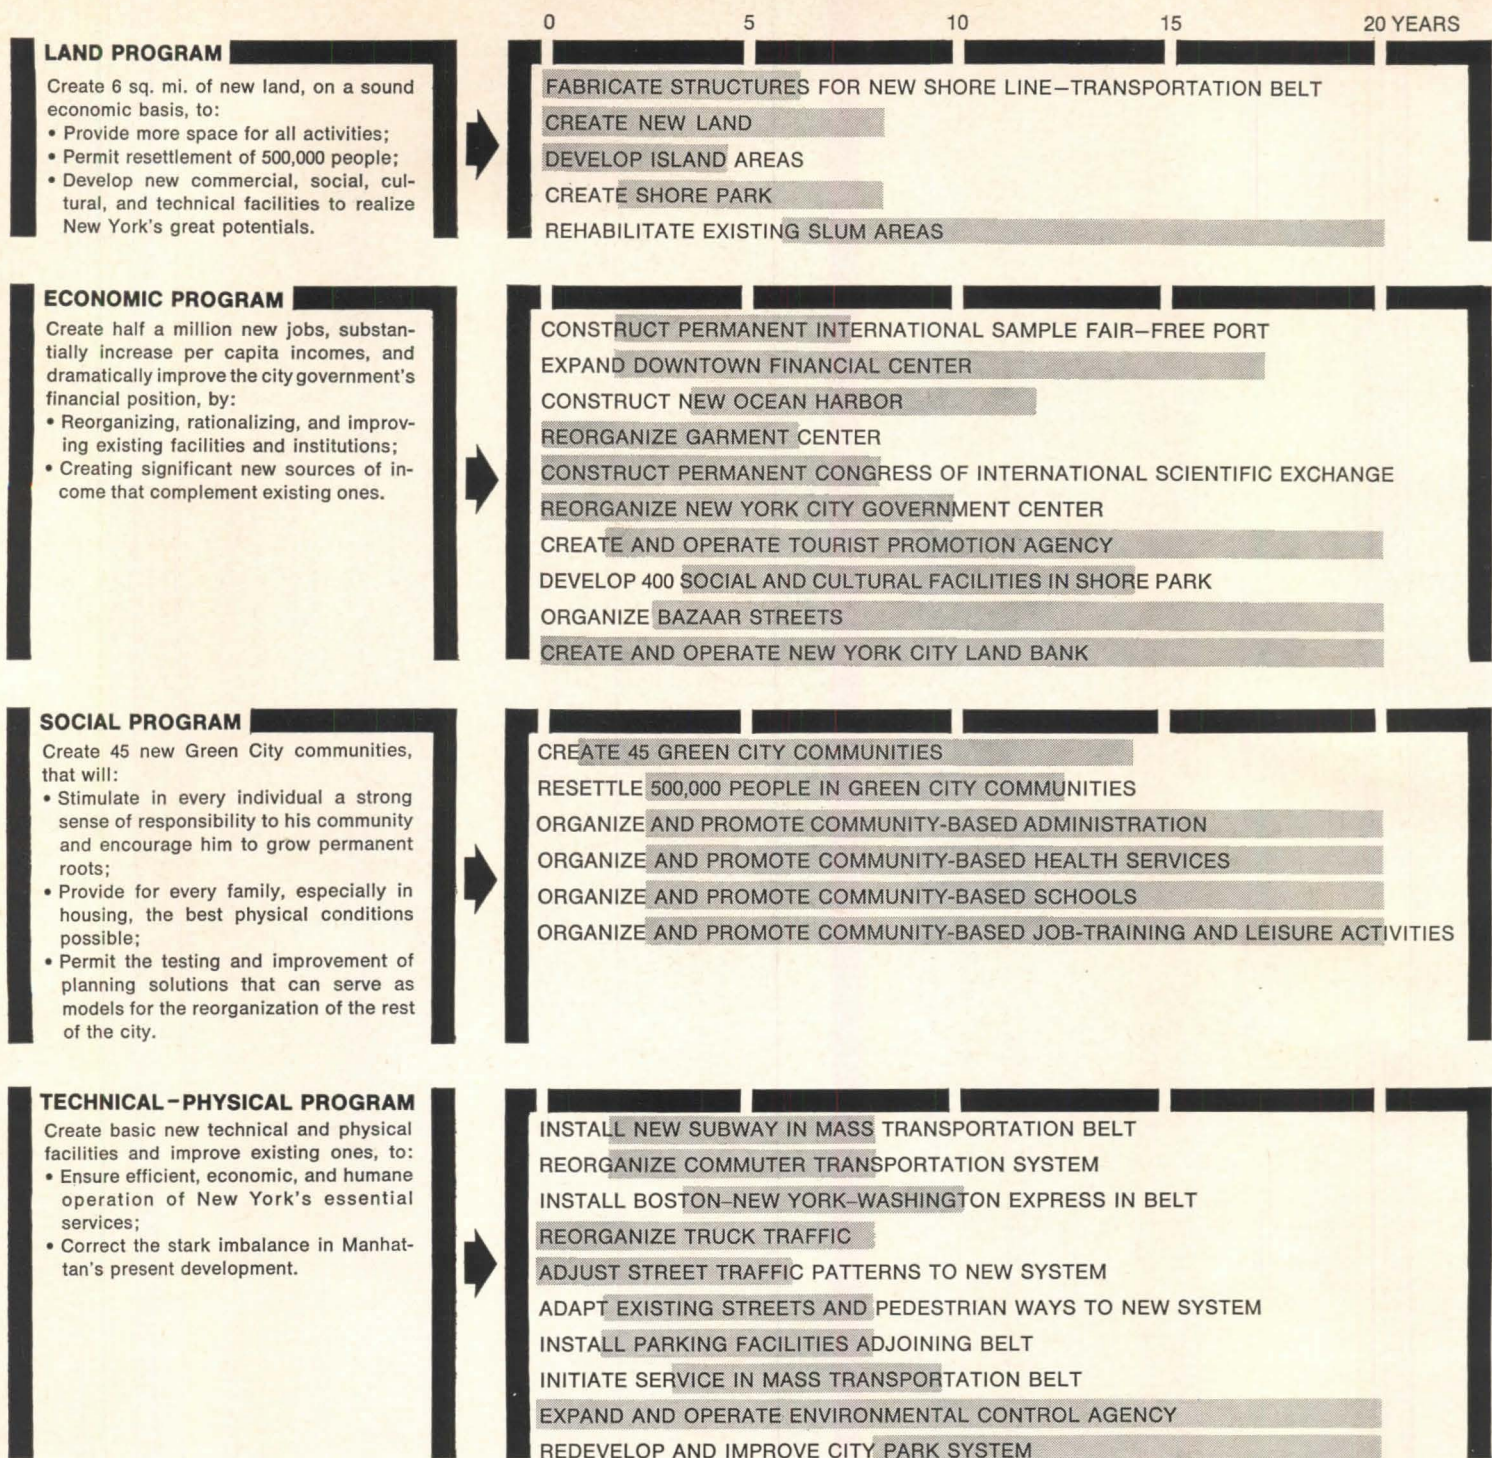 0 5 10 15 20 YEARS
LAND PROGRAM
Create 6 sq. mi. of new land, on a sound
economic basis, to:
• Provide more space for all activities;
• Permit resettlement of 500,000 people;
• Develop new commercial, social, cul-
tural, and technical facilities to realize
New York's great potentials.
FABRICATE STRUCTURES FOR NEW SHORE LINE–TRANSPORTATION BELT
CREATE NEW LAND
DEVELOP ISLAND AREAS
CREATE SHORE PARK
REHABILITATE EXISTING SLUM AREAS
ECONOMIC PROGRAM
Create half a million new jobs, substan-
tially increase per capita incomes, and
dramatically improve the city government's
financial position, by:
• Reorganizing, rationalizing, and improv-
ing existing facilities and institutions;
• Creating significant new sources of in-
come that complement existing ones.
CONSTRUCT PERMANENT INTERNATIONAL SAMPLE FAIR–FREE PORT
EXPAND DOWNTOWN FINANCIAL CENTER
CONSTRUCT NEW OCEAN HARBOR
REORGANIZE GARMENT CENTER
CONSTRUCT PERMANENT CONGRESS OF INTERNATIONAL SCIENTIFIC EXCHANGE
REORGANIZE NEW YORK CITY GOVERNMENT CENTER
CREATE AND OPERATE TOURIST PROMOTION AGENCY
DEVELOP 400 SOCIAL AND CULTURAL FACILITIES IN SHORE PARK
ORGANIZE BAZAAR STREETS
CREATE AND OPERATE NEW YORK CITY LAND BANK
SOCIAL PROGRAM
Create 45 new Green City communities,
that will:
• Stimulate in every individual a strong
sense of responsibility to his community
and encourage him to grow permanent
roots;
• Provide for every family, especially in
housing, the best physical conditions
possible;
• Permit the testing and improvement of
planning solutions that can serve as
models for the reorganization of the rest
of the city.
CREATE 45 GREEN CITY COMMUNITIES
RESETTLE 500,000 PEOPLE IN GREEN CITY COMMUNITIES
ORGANIZE AND PROMOTE COMMUNITY-BASED ADMINISTRATION
ORGANIZE AND PROMOTE COMMUNITY-BASED HEALTH SERVICES
ORGANIZE AND PROMOTE COMMUNITY-BASED SCHOOLS
ORGANIZE AND PROMOTE COMMUNITY-BASED JOB-TRAINING AND LEISURE ACTIVITIES
TECHNICAL–PHYSICAL PROGRAM
Create basic new technical and physical
facilities and improve existing ones, to:
• Ensure efficient, economic, and humane
operation of New York's essential
services;
• Correct the stark imbalance in Manhat-
tan's present development.
INSTALL NEW SUBWAY IN MASS TRANSPORTATION BELT
REORGANIZE COMMUTER TRANSPORTATION SYSTEM
INSTALL BOSTON–NEW YORK–WASHINGTON EXPRESS IN BELT
REORGANIZE TRUCK TRAFFIC
ADJUST STREET TRAFFIC PATTERNS TO NEW SYSTEM
ADAPT EXISTING STREETS AND PEDESTRIAN WAYS TO NEW SYSTEM
INSTALL PARKING FACILITIES ADJOINING BELT
INITIATE SERVICE IN MASS TRANSPORTATION BELT
EXPAND AND OPERATE ENVIRONMENTAL CONTROL AGENCY
REDEVELOP AND IMPROVE CITY PARK SYSTEM